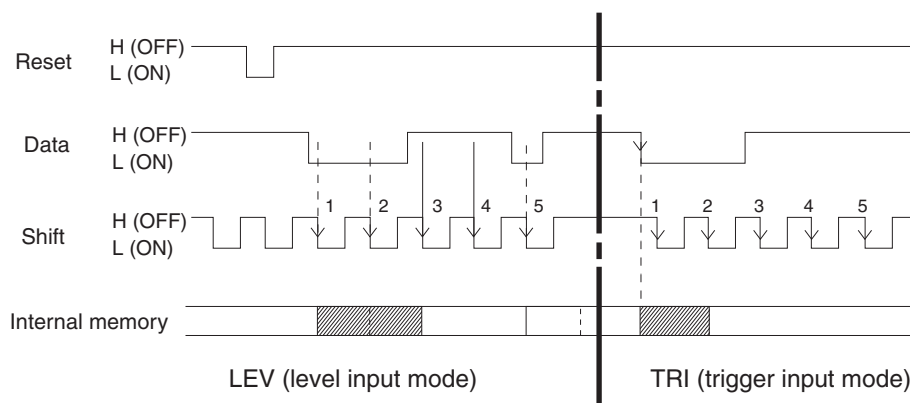 Reset
H (OFF)
L (ON)
Data
H (OFF)
L (ON)
Shift
H (OFF)
L (ON)
1 2 3 4 5 1 2 3 4 5
Internal memory
LEV (level input mode) TRI (trigger input mode)